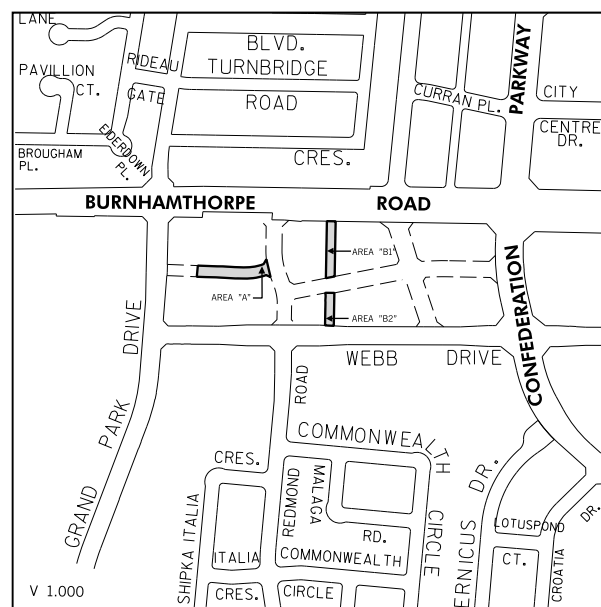 LANE
BLVD.
PARKWAY
RIDEAU
TURNBRIDGE
PAVILLION
CT.
GATE
ROAD
CURRAN PL.
CITY
CENTRE
DR.
EIDERDOWN
PL.
BROUGHAM
PL.
CRES.
BURNHAMTHORPE ROAD
AREA "B1"
AREA "A"
AREA "B2"
CONFEDERATION
GRAND PARK DRIVE
WEBB DRIVE
REDMOND ROAD
COMMONWEALTH
CIRCLE
CRES.
SHIPKA ITALIA
MALAGA
RD.
ITALIA
COMMONWEALTH
CRES.
CIRCLE
ERNICUS DR.
LOTUSPOND
CT.
CROATIA DR.
V 1.000